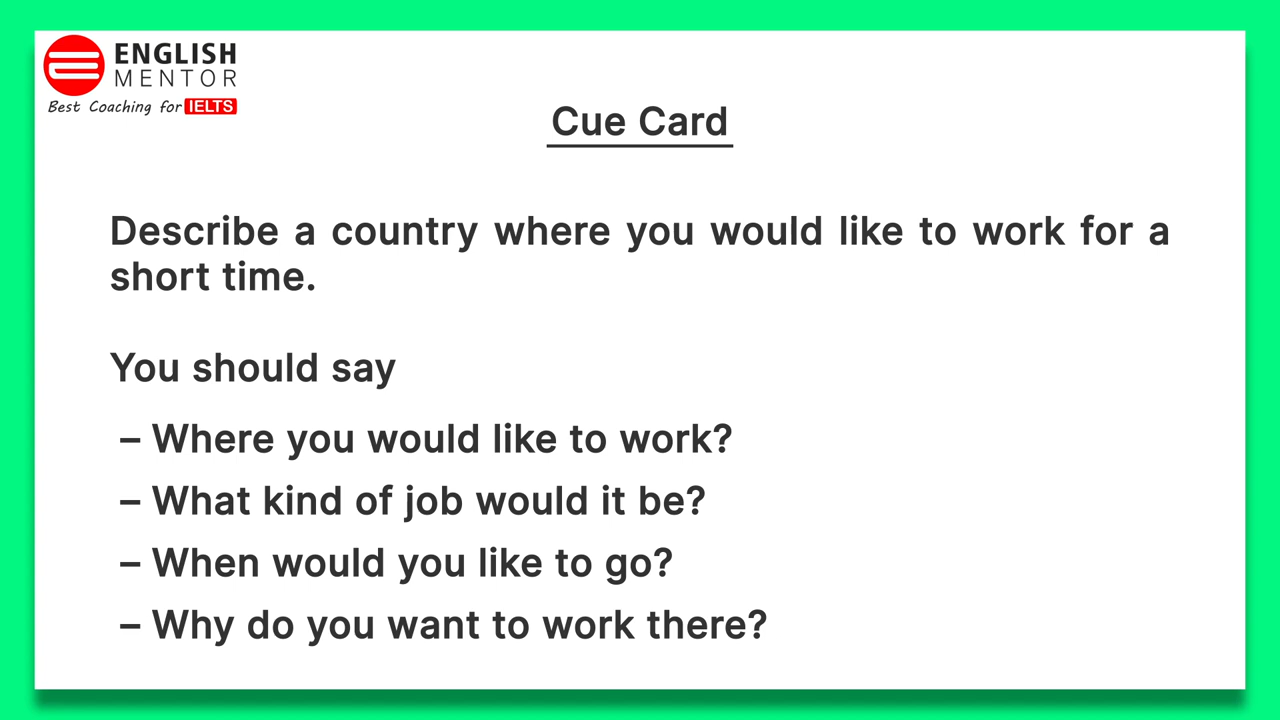 ENGLISH
MENTOR
Best Coaching for IELTS
Cue Card
Describe a country where you would like to work for a
short time.
You should say
– Where you would like to work?
– What kind of job would it be?
– When would you like to go?
– Why do you want to work there?